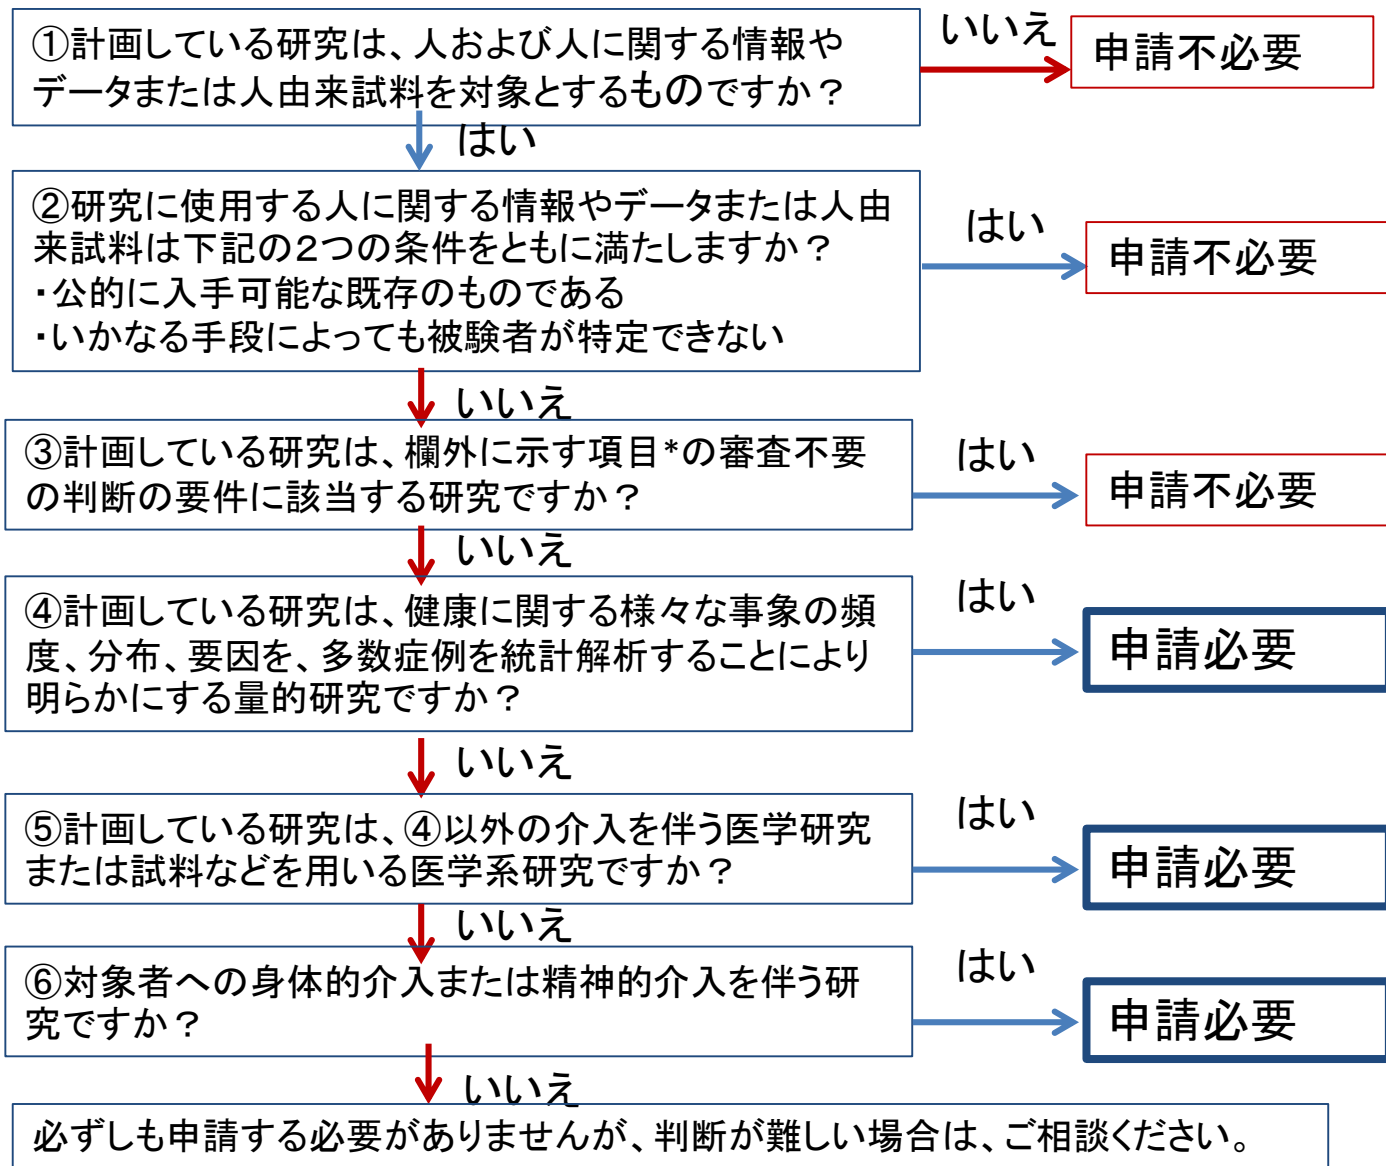 ①計画している研究は、人および人に関する情報や
データまたは人由来試料を対象とするものですか？
いいえ
申請不必要
はい
②研究に使用する人に関する情報やデータまたは人由
来試料は下記の２つの条件をともに満たしますか？
・公的に入手可能な既存のものである
・いかなる手段によっても被験者が特定できない
はい
申請不必要
いいえ
③計画している研究は、欄外に示す項目*の審査不要
の判断の要件に該当する研究ですか？
はい
申請不必要
いいえ
④計画している研究は、健康に関する様々な事象の頻
度、分布、要因を、多数症例を統計解析することにより
明らかにする量的研究ですか？
はい
申請必要
いいえ
⑤計画している研究は、④以外の介入を伴う医学研究
または試料などを用いる医学系研究ですか？
はい
申請必要
いいえ
⑥対象者への身体的介入または精神的介入を伴う研
究ですか？
はい
申請必要
いいえ
必ずしも申請する必要がありませんが、判断が難しい場合は、ご相談ください。